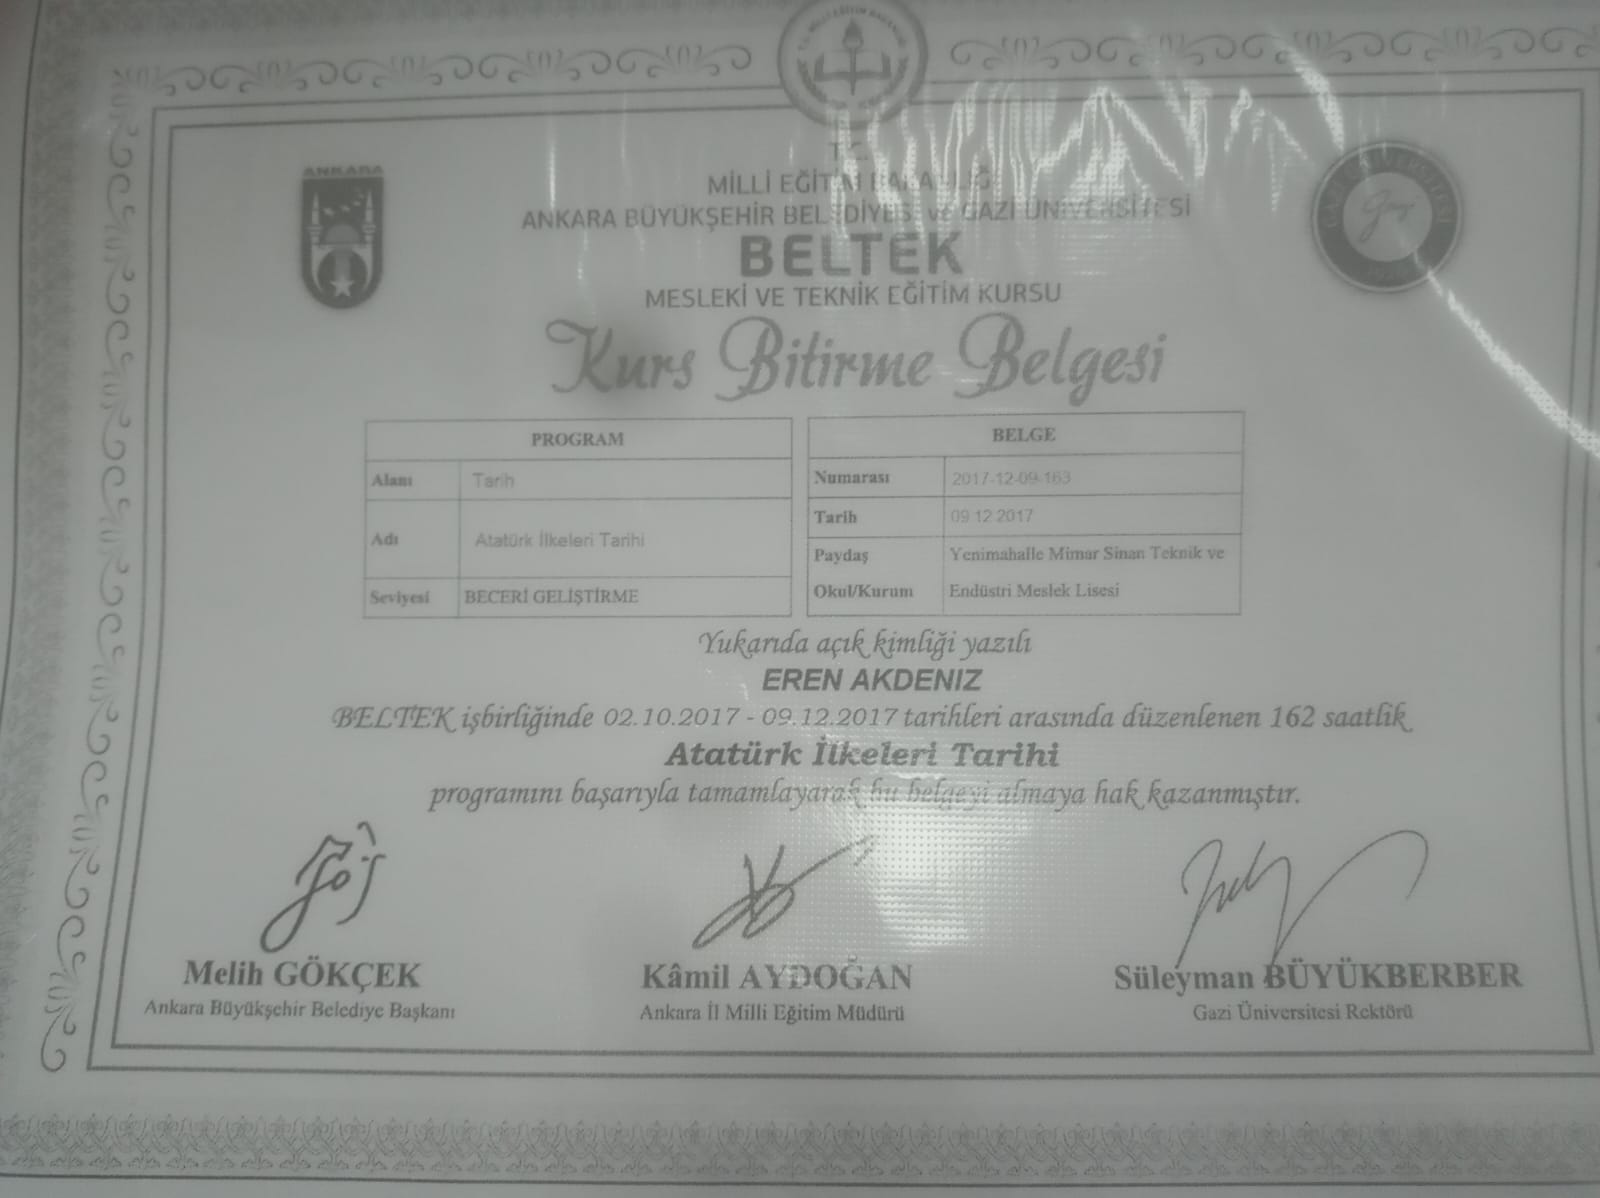 T.C.
MİLLİ EĞİTİM BAKANLIĞI
ANKARA BÜYÜKŞEHİR BELEDİYESİ ve GAZİ ÜNİVERSİTESİ
ANKARA
GAZİ ÜNİVERSİTESİ
BELTEK
MESLEKİ VE TEKNİK EĞİTİM KURSU
Kurs Bitirme Belgesi
PROGRAM
Alanı Tarih
Adı Atatürk İlkeleri Tarihi
Seviyesi BECERİ GELİŞTİRME
BELGE
Numarası 2017-12-09-163
Tarih 09 12 2017
Paydaş Yenimahalle Mimar Sinan Teknik ve
Okul/Kurum Endüstri Meslek Lisesi
Yukarıda açık kimliği yazılı
EREN AKDENIZ
BELTEK işbirliğinde 02.10.2017 - 09.12.2017 tarihleri arasında düzenlenen 162 saatlik
Atatürk İlkeleri Tarihi
programını başarıyla tamamlayarak bu belgeyi almaya hak kazanmıştır.
Melih GÖKÇEK
Ankara Büyükşehir Belediye Başkanı
Kâmil AYDOĞAN
Ankara İl Milli Eğitim Müdürü
Süleyman BÜYÜKBERBER
Gazi Üniversitesi Rektörü